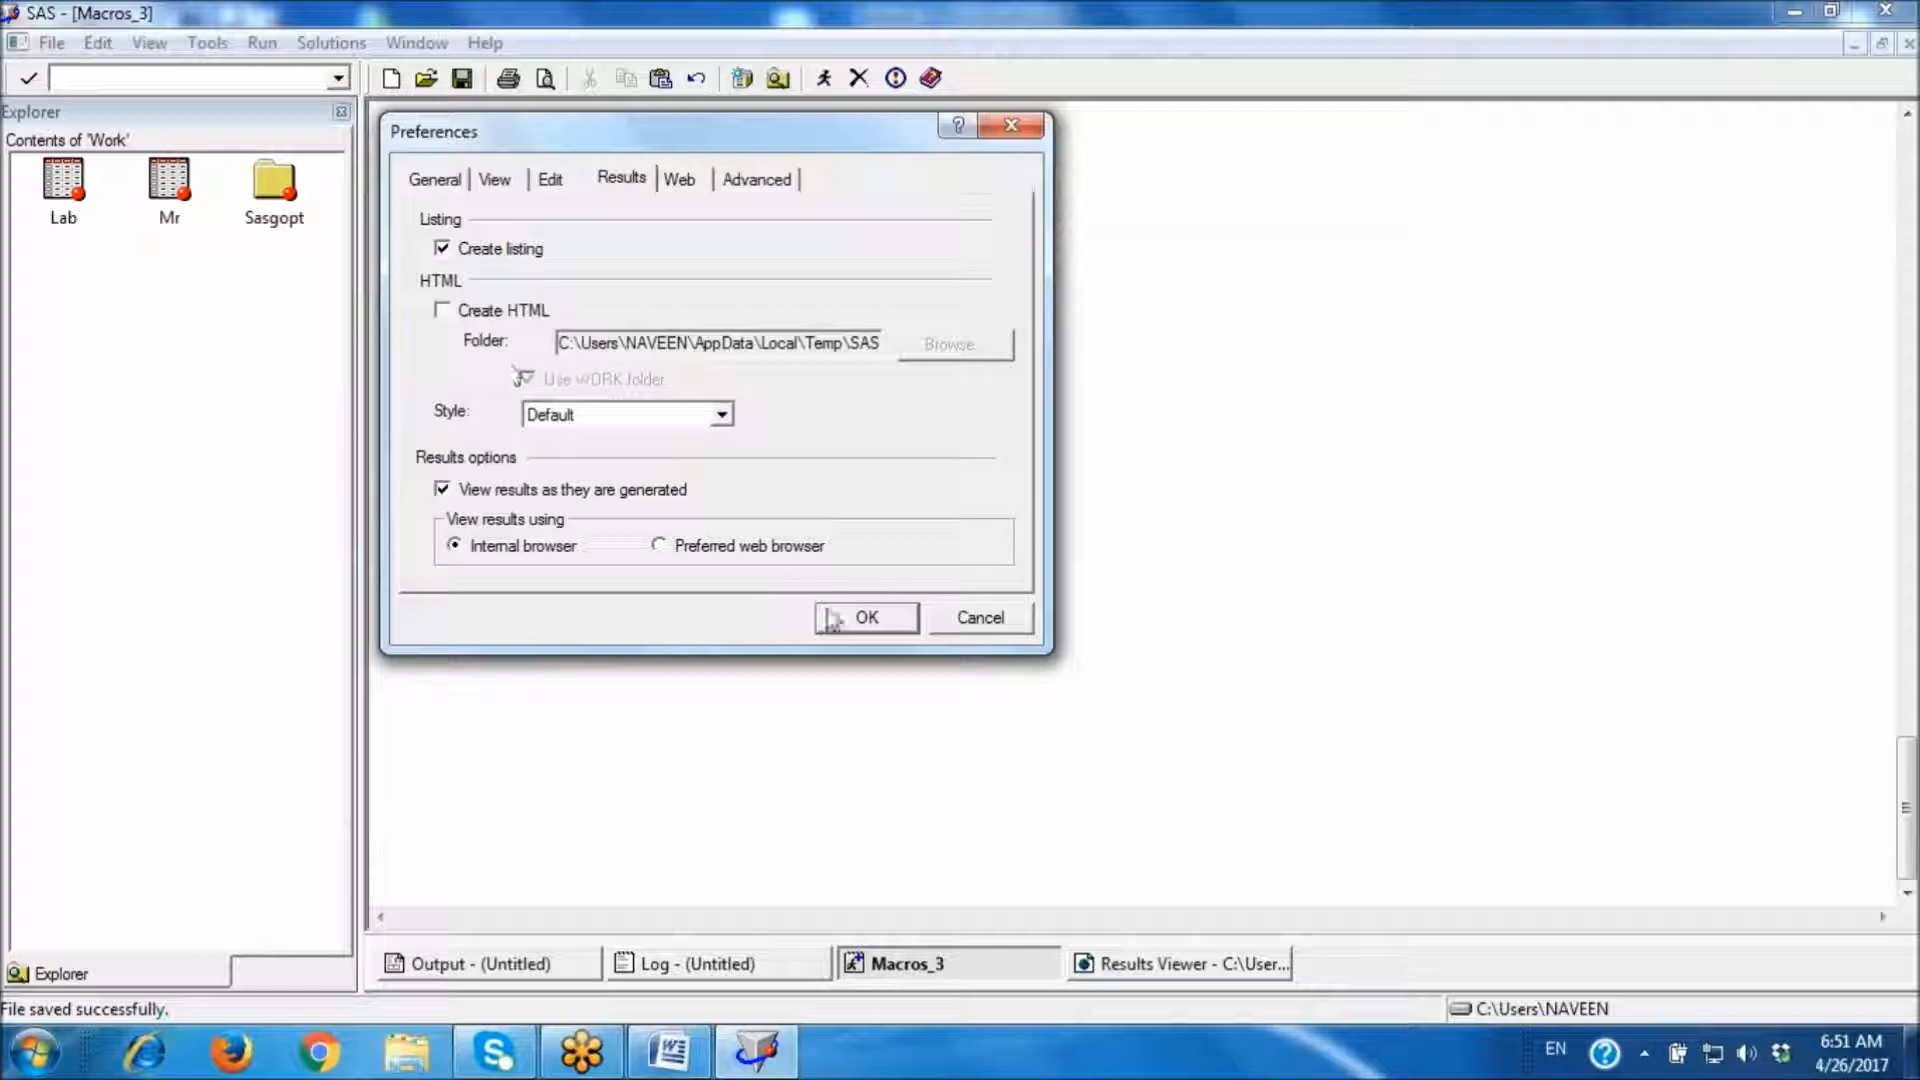 SAS - [Macros_3]
File Edit View Tools Run Solutions Window Help
Explorer
Contents of 'Work'
Lab Mr Sasgopt
Preferences
General View Edit Results Web Advanced
Listing
Create listing
HTML
Create HTML
Folder: C:\Users\NAVEEN\AppData\Local\Temp\SAS Browse
Use WORK folder
Style: Default
Results options
View results as they are generated
View results using
Internal browser Preferred web browser
OK Cancel
Output - (Untitled) Log - (Untitled) Macros_3 Results Viewer - C:\User...
Explorer
File saved successfully. C:\Users\NAVEEN
EN 6:51 AM
4/26/2017